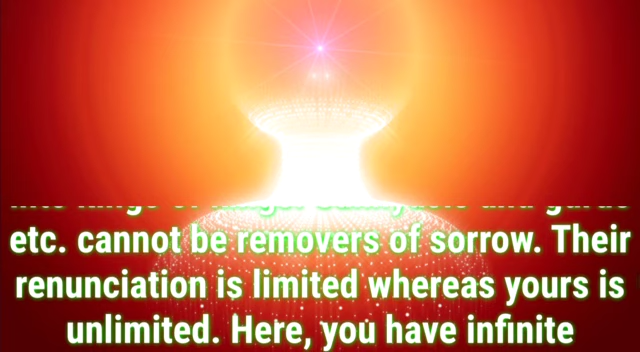 etc. cannot be removers of sorrow. Their
renunciation is limited whereas yours is
unlimited. Here, you have infinite